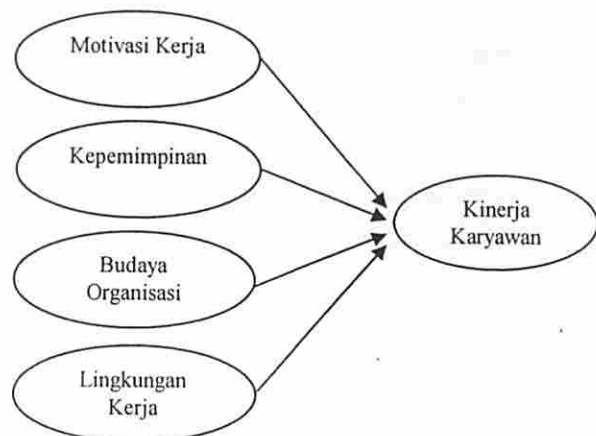 Motivasi Kerja
Kepemimpinan
Budaya
Organisasi
Lingkungan
Kerja
Kinerja
Karyawan